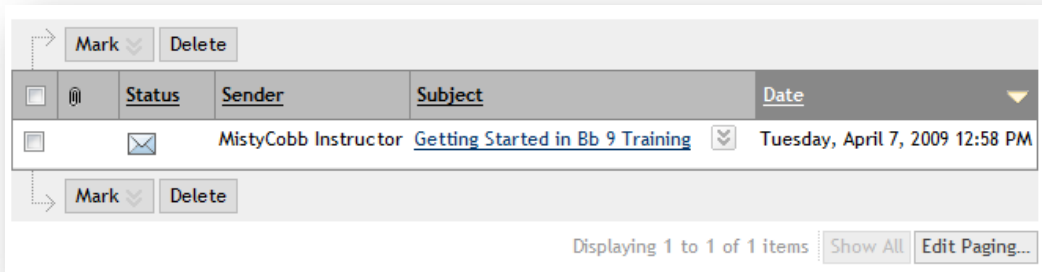 Mark Delete
Status Sender Subject Date
MistyCobb Instructor Getting Started in Bb 9 Training Tuesday, April 7, 2009 12:58 PM
Mark Delete
Displaying 1 to 1 of 1 items Show All Edit Paging...